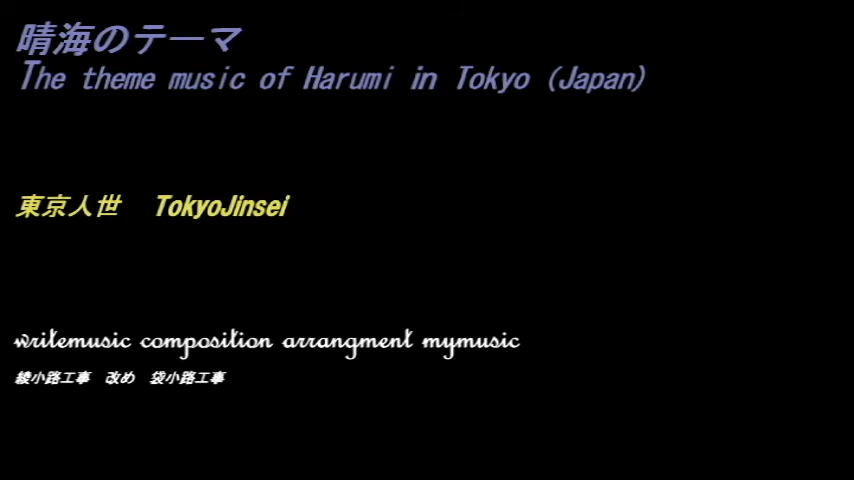 晴海のテーマ
The theme music of Harumi in Tokyo (Japan)
東京人世 TokyoJinsei
writemusic composition arrangment mymusic
綾小路工事 改め 袋小路工事